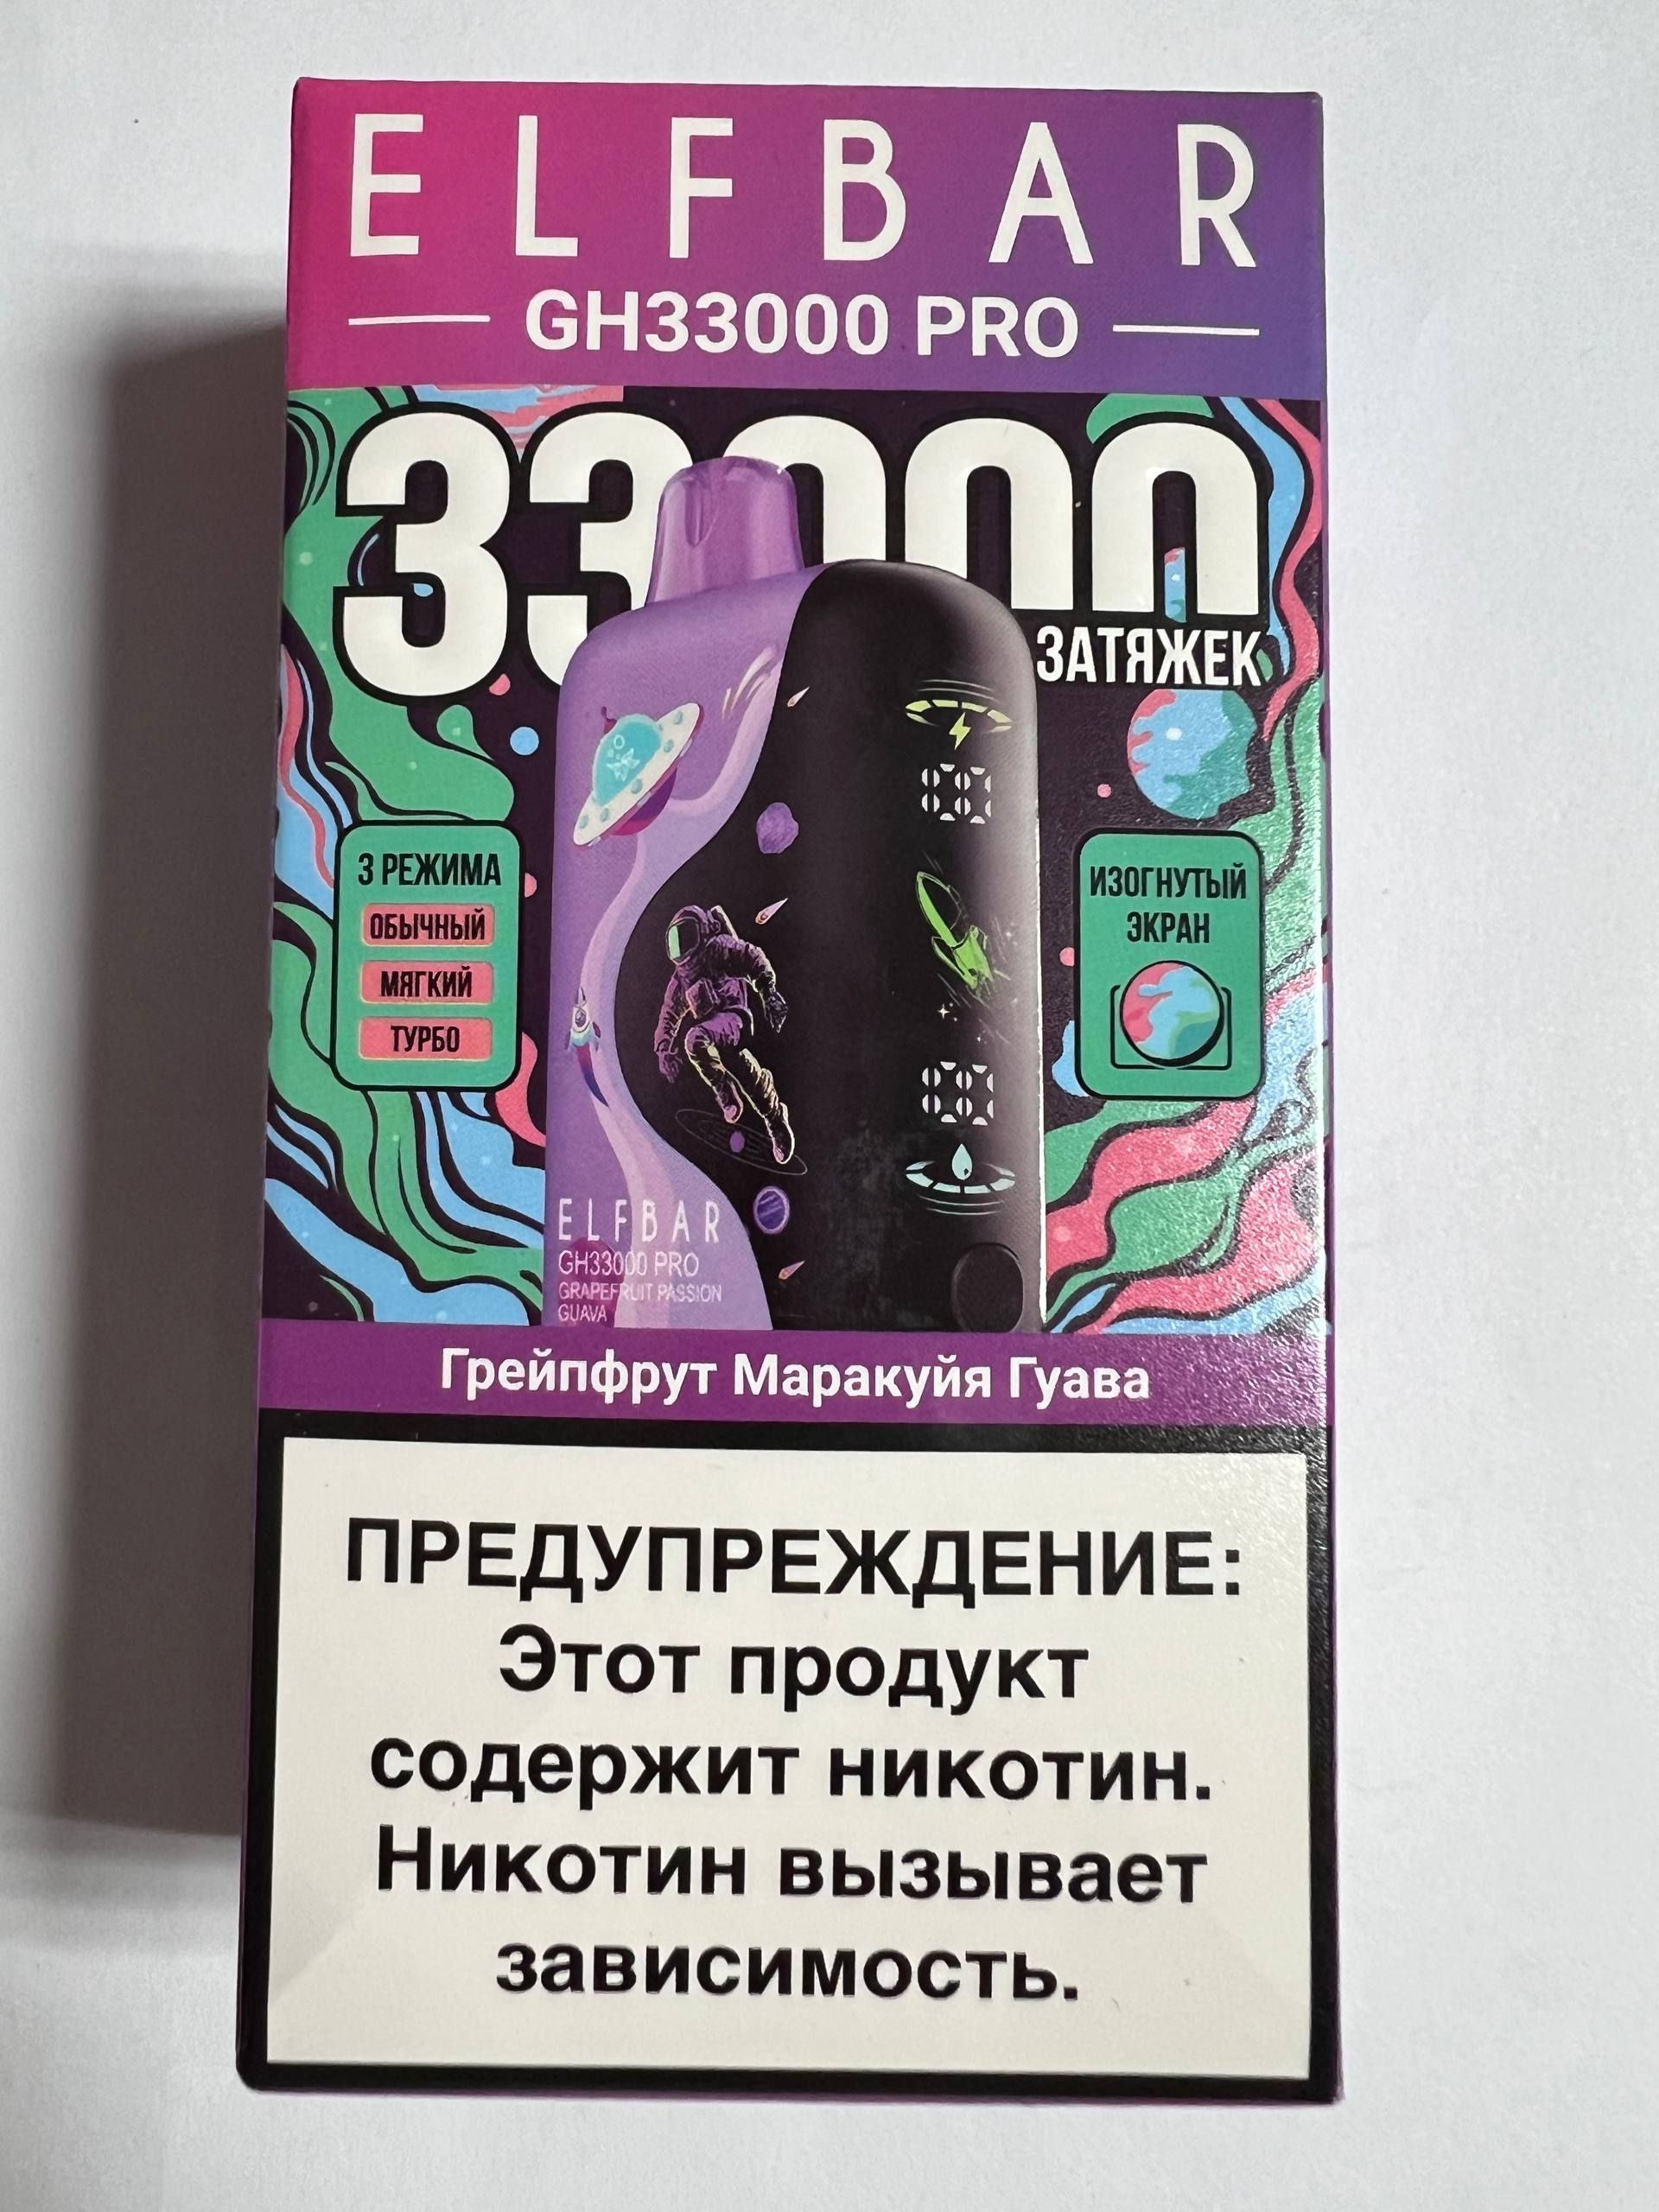 ELFBAR
GH33000 PRO
33000
ЗАТЯЖЕК
3 РЕЖИМА
ОБЫЧНЫЙ
МЯГКИЙ
ТУРБО
ИЗОГНУТЫЙ
ЭКРАН
ELFBAR
GH33000 PRO
GRAPEFRUIT PASSION
GUAVA
Грейпфрут Маракуйя Гуава
ПРЕДУПРЕЖДЕНИЕ:
Этот продукт
содержит никотин.
Никотин вызывает
зависимость.